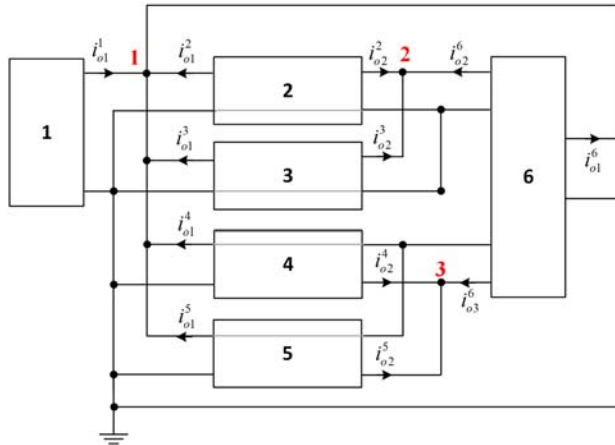 i_{o1}^{1} 1 i_{o1}^{2} i_{o2}^{2} 2 i_{o2}^{6}
2
1
i_{o1}^{3} i_{o2}^{3}
3
6
i_{o1}^{6}
i_{o1}^{4}
4
i_{o2}^{4} 3
i_{o3}^{6}
i_{o1}^{5}
5
i_{o2}^{5}